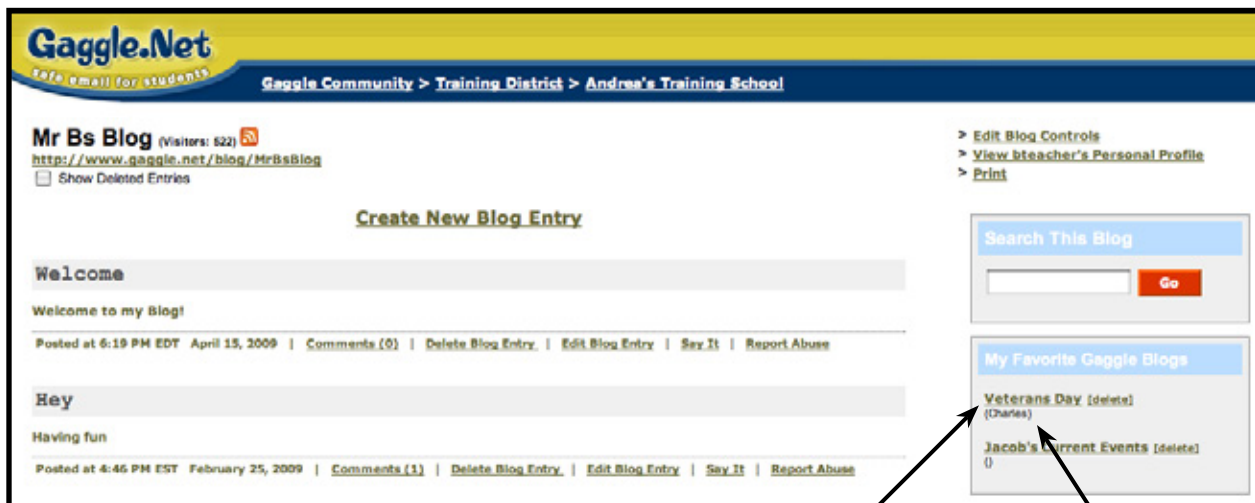 Gaggle.Net
safe email for students
Gaggle Community > Training District > Andrea's Training School
Mr Bs Blog (Visitors: 522)
http://www.gaggle.net/blog/MrBsBlog
Show Deleted Entries
> Edit Blog Controls
> View bteacher's Personal Profile
> Print
Create New Blog Entry
Welcome
Welcome to my Blog!
Posted at 6:19 PM EDT April 15, 2009 | Comments (0) | Delete Blog Entry | Edit Blog Entry | Say It | Report Abuse
Hey
Having fun
Posted at 4:46 PM EST February 25, 2009 | Comments (1) | Delete Blog Entry | Edit Blog Entry | Say It | Report Abuse
Search This Blog
Go
My Favorite Gaggle Blogs
Veterans Day [delete]
(Charles)
Jacob's Current Events [delete]
()